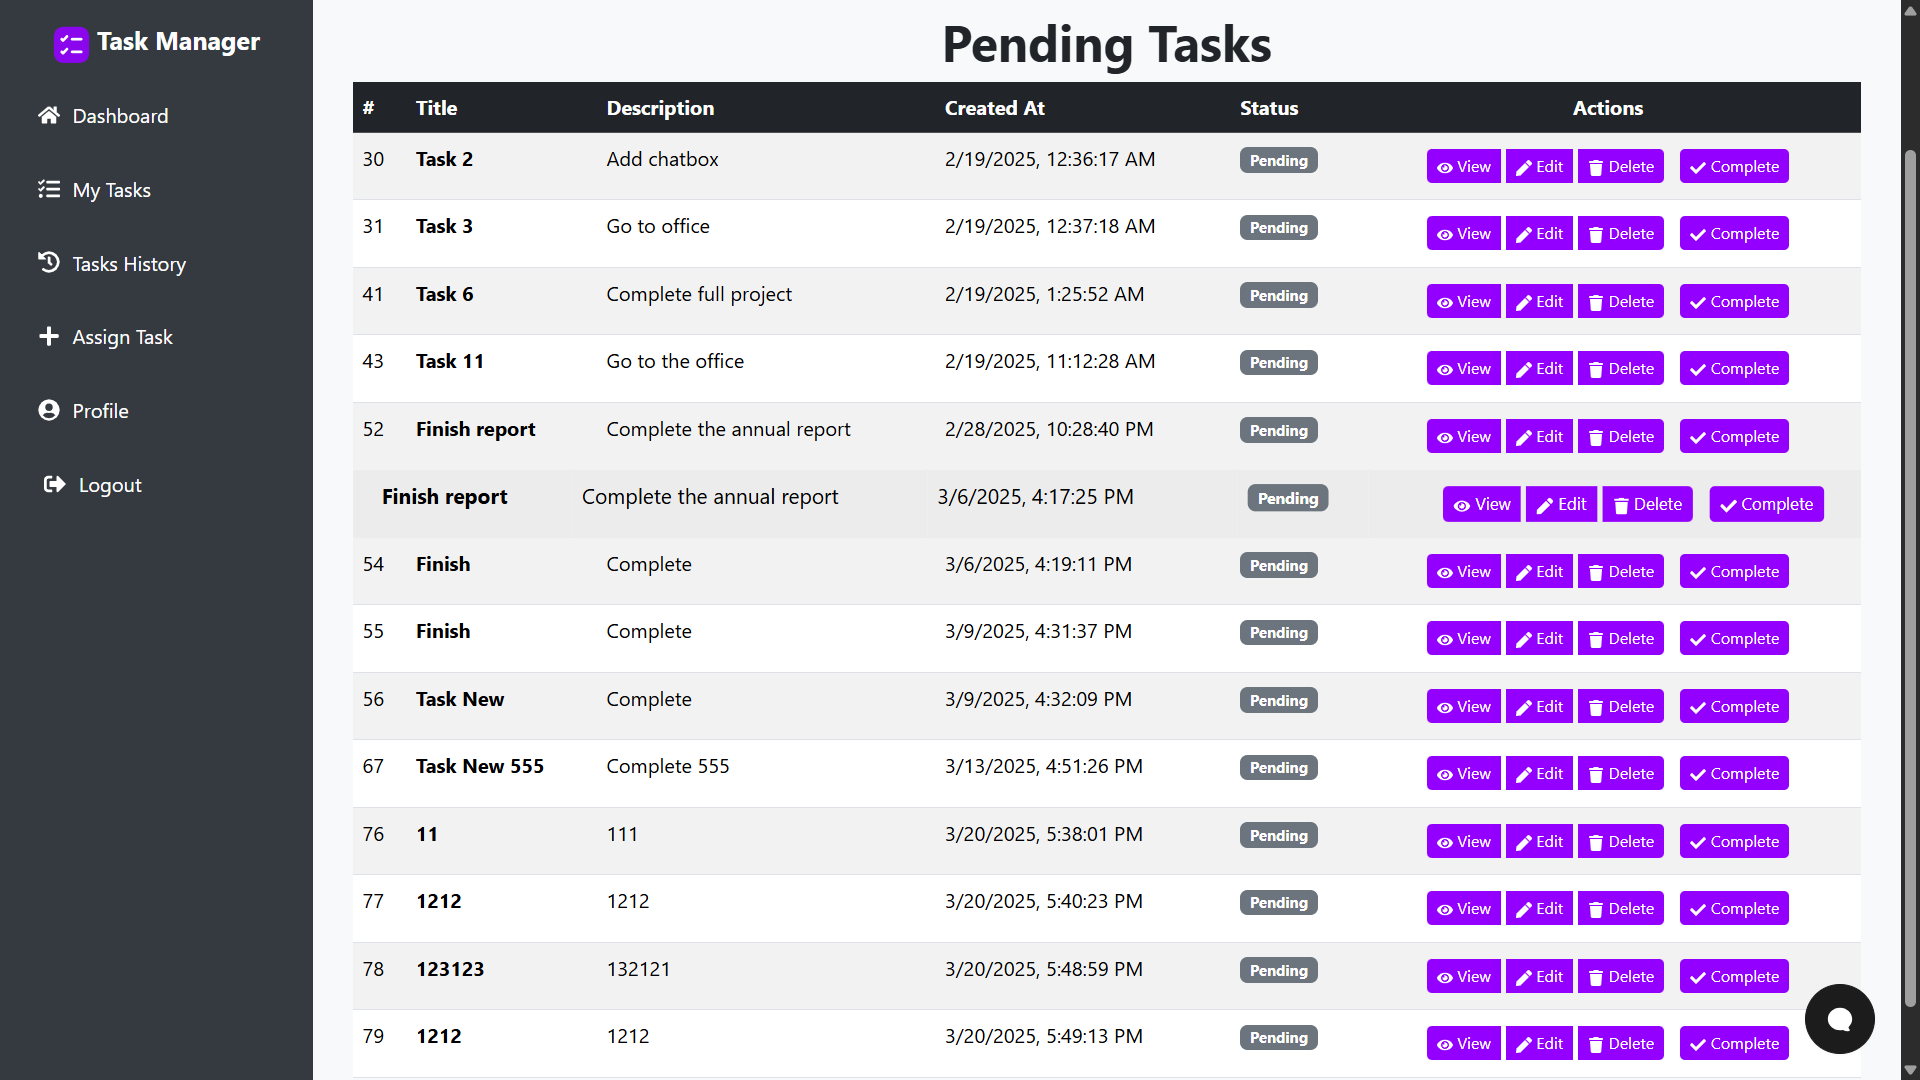 Task Manager
Dashboard
My Tasks
Tasks History
Assign Task
Profile
Logout
Pending Tasks
# Title Description Created At Status Actions
30 Task 2 Add chatbox 2/19/2025, 12:36:17 AM Pending View Edit Delete Complete
31 Task 3 Go to office 2/19/2025, 12:37:18 AM Pending View Edit Delete Complete
41 Task 6 Complete full project 2/19/2025, 1:25:52 AM Pending View Edit Delete Complete
43 Task 11 Go to the office 2/19/2025, 11:12:28 AM Pending View Edit Delete Complete
52 Finish report Complete the annual report 2/28/2025, 10:28:40 PM Pending View Edit Delete Complete
Finish report Complete the annual report 3/6/2025, 4:17:25 PM Pending View Edit Delete Complete
54 Finish Complete 3/6/2025, 4:19:11 PM Pending View Edit Delete Complete
55 Finish Complete 3/9/2025, 4:31:37 PM Pending View Edit Delete Complete
56 Task New Complete 3/9/2025, 4:32:09 PM Pending View Edit Delete Complete
67 Task New 555 Complete 555 3/13/2025, 4:51:26 PM Pending View Edit Delete Complete
76 11 111 3/20/2025, 5:38:01 PM Pending View Edit Delete Complete
77 1212 1212 3/20/2025, 5:40:23 PM Pending View Edit Delete Complete
78 123123 132121 3/20/2025, 5:48:59 PM Pending View Edit Delete Complete
79 1212 1212 3/20/2025, 5:49:13 PM Pending View Edit Delete Complete